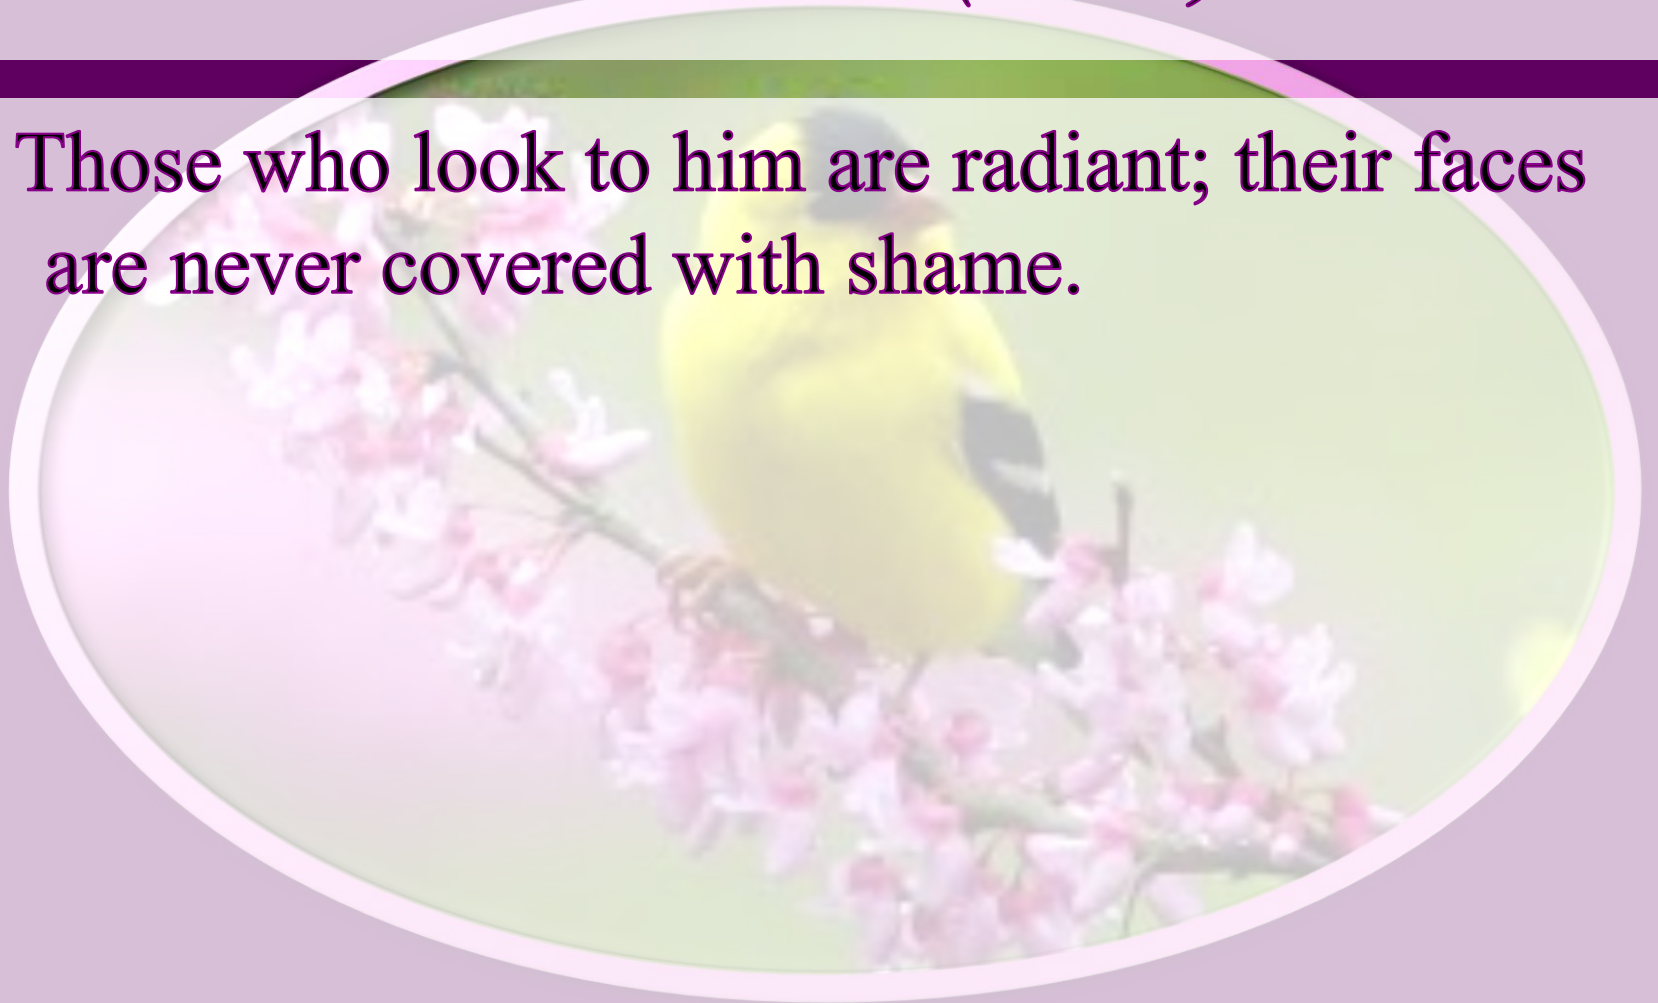 Those who look to him are radiant; their faces
are never covered with shame.